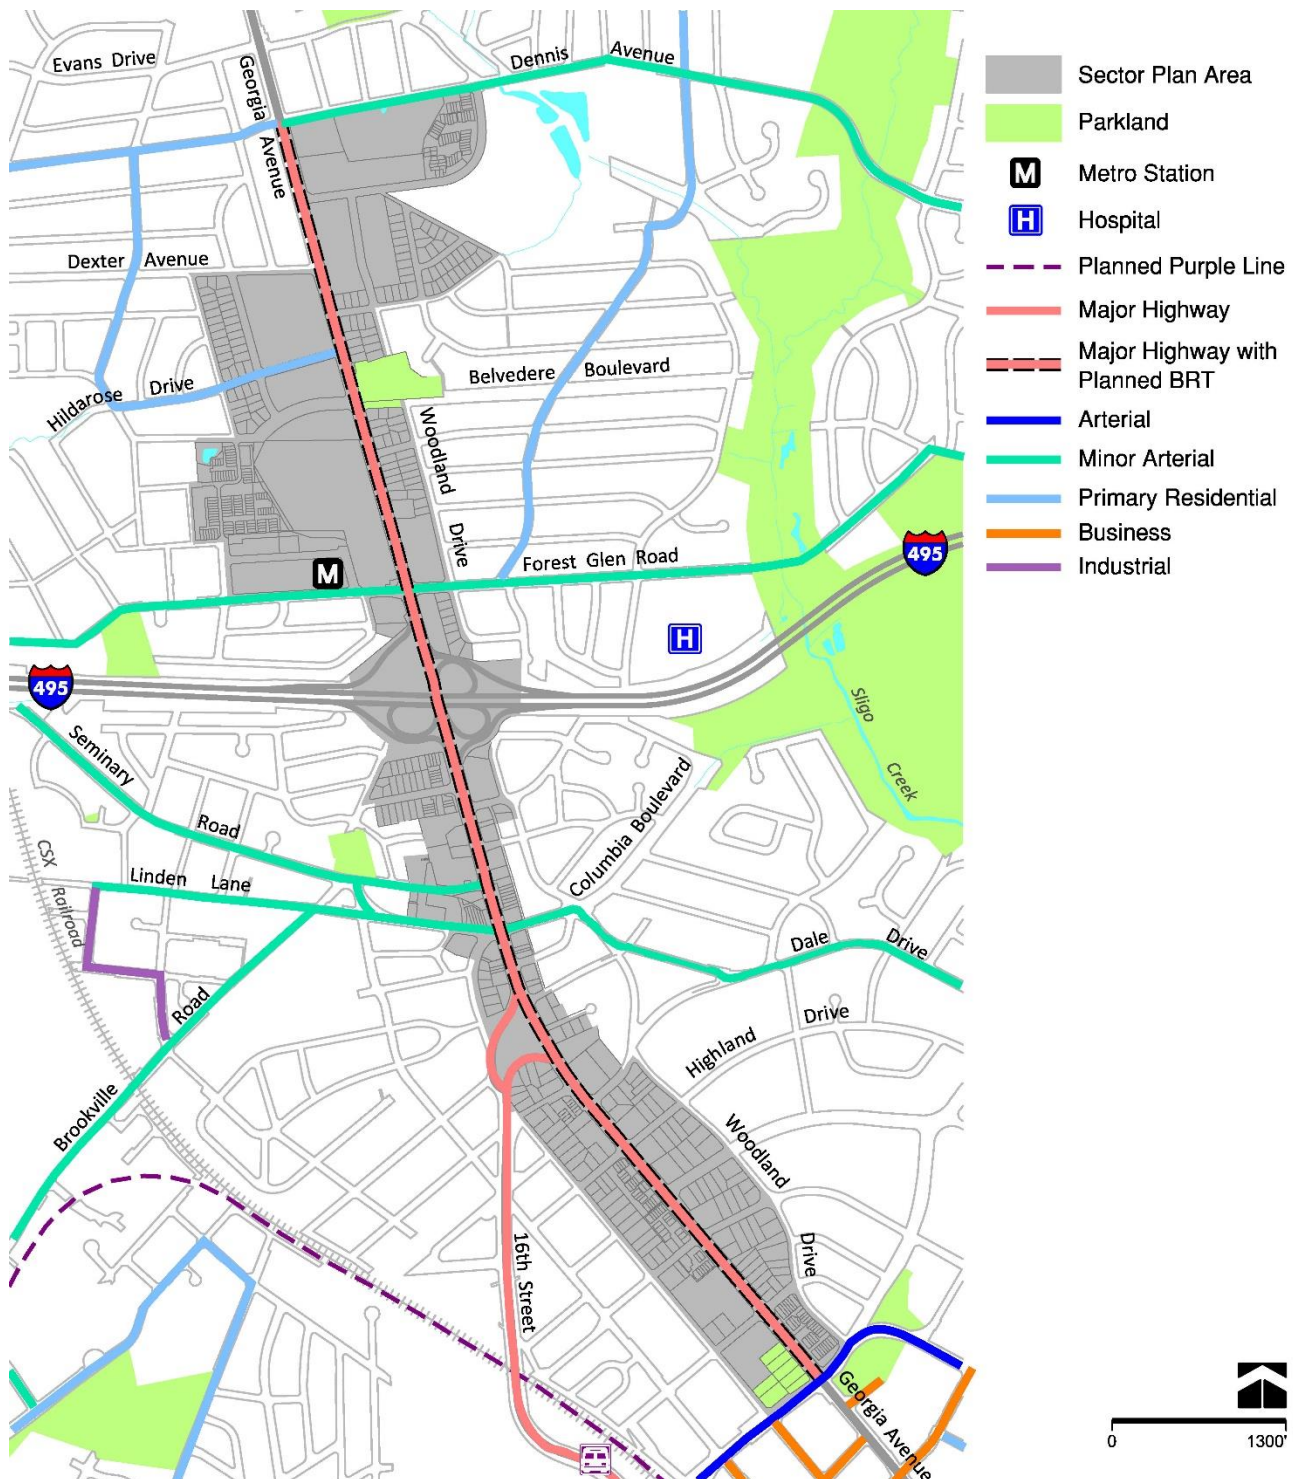 Evans Drive
Georgia Avenue
Dennis Avenue
Dexter Avenue
Hildarose Drive
Belvedere Boulevard
Woodland Drive
Forest Glen Road
M
H
495
495
Sligo Creek
Seminary Road
Columbia Boulevard
CSX Railroad
Linden Lane
Dale Drive
Brookville Road
Highland Drive
Woodland Drive
16th Street
Georgia Avenue
Sector Plan Area
Parkland
M
Metro Station
H
Hospital
Planned Purple Line
Major Highway
Major Highway with
Planned BRT
Arterial
Minor Arterial
Primary Residential
Business
Industrial
0 1300'